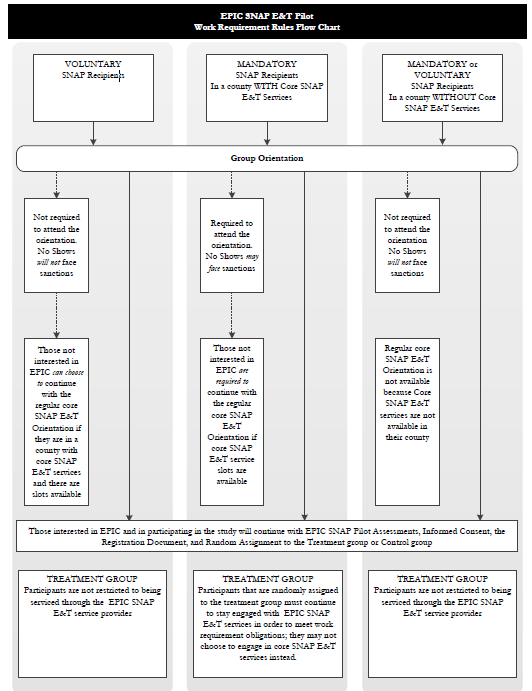 EPIC SNAP E&T Pilot
Work Requirement Rules Flow Chart
VOLUNTARY
SNAP Recipients
MANDATORY
SNAP Recipients
In a county WITH Core SNAP
E&T Services
MANDATORY or
VOLUNTARY
SNAP Recipients
In a county WITHOUT Core
SNAP E&T Services
Group Orientation
Not required
to attend the
orientation.
No Shows
will not face
sanctions
Required to
attend the
orientation.
No Shows may
face sanctions
Not required
to attend the
orientation
No Shows
will not face
sanctions
Those not
interested in
EPIC can choose
to continue
with the
regular core
SNAP E&T
Orientation if
they are in a
county with
core SNAP
E&T services
and there are
slots available
Those not
interested in
EPIC are
required to
continue with
the regular
core SNAP
E&T
Orientation if
core SNAP
E&T service
slots are
available
Regular core
SNAP E&T
Orientation is
not available
because Core
SNAP E&T
services are not
available in
their county
Those interested in EPIC and in participating in the study will continue with EPIC SNAP Pilot Assessments, Informed Consent, the
Registration Document, and Random Assignment to the Treatment group or Control group
TREATMENT GROUP
Participants are not restricted to being
serviced through the EPIC SNAP
E&T service provider
TREATMENT GROUP
Participants that are randomly assigned
to the treatment group must continue
to stay engaged with EPIC SNAP
E&T services in order to meet work
requirement obligations; they may not
choose to engage in core SNAP E&T
services instead.
TREATMENT GROUP
Participants are not restricted to being
serviced through the EPIC SNAP
E&T service provider